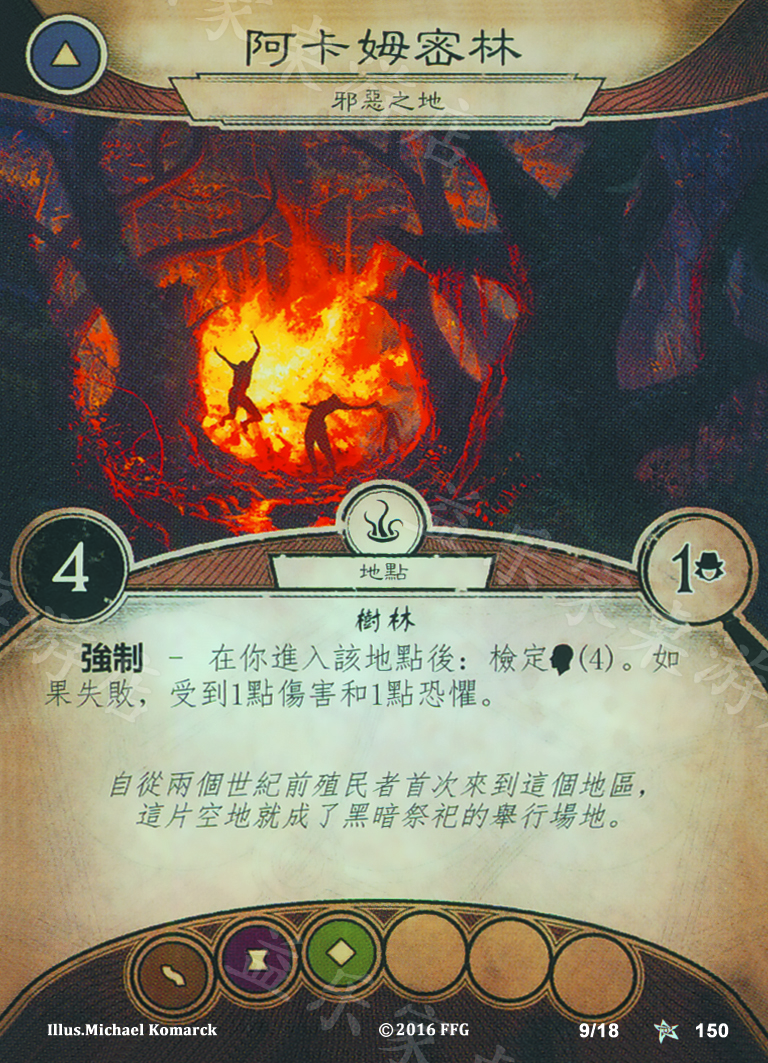 阿卡姆密林
邪惡之地
4
地點
1
樹林
強制 － 在你進入該地點後：檢定(4)。如
果失敗，受到1點傷害和1點恐懼。
自從兩個世紀前殖民者首次來到這個地區，
這片空地就成了黑暗祭祀的舉行場地。
Illus.Michael Komarck ©2016 FFG 9/18 150